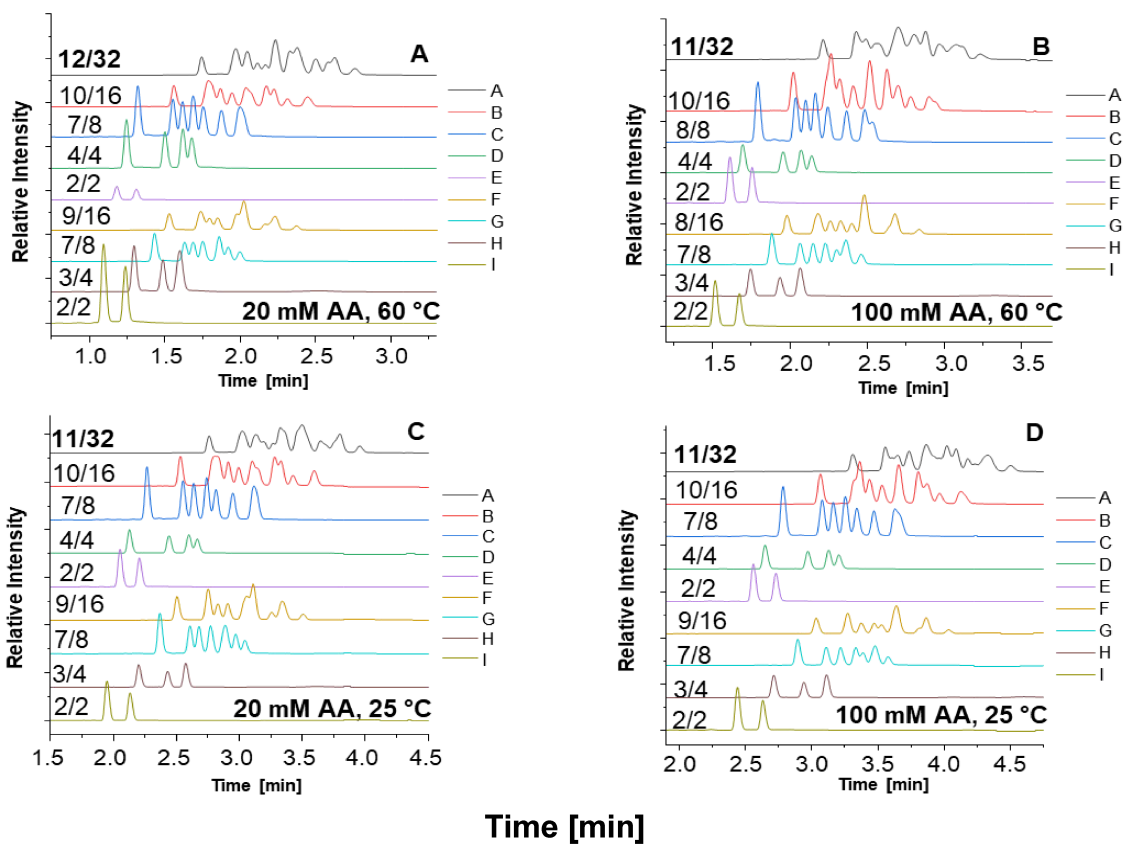 A
12/32
10/16
7/8
4/4
2/2
9/16
7/8
3/4
2/2
20 mM AA, 60 °C
Relative Intensity
1.0 1.5 2.0 2.5 3.0
Time [min]
A
B
C
D
E
F
G
H
I
B
11/32
10/16
8/8
4/4
2/2
8/16
7/8
3/4
2/2
100 mM AA, 60 °C
Relative Intensity
1.5 2.0 2.5 3.0 3.5
Time [min]
A
B
C
D
E
F
G
H
I
C
11/32
10/16
7/8
4/4
2/2
9/16
7/8
3/4
2/2
20 mM AA, 25 °C
Relative Intensity
1.5 2.0 2.5 3.0 3.5 4.0 4.5
Time [min]
A
B
C
D
E
F
G
H
I
D
11/32
10/16
7/8
4/4
2/2
9/16
7/8
3/4
2/2
100 mM AA, 25 °C
Relative Intensity
2.0 2.5 3.0 3.5 4.0 4.5
Time [min]
A
B
C
D
E
F
G
H
I
Time [min]